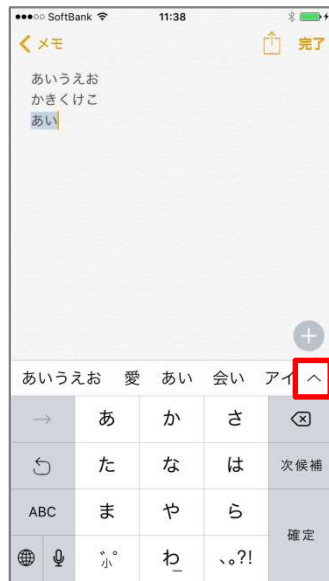 SoftBank 11:38
メモ 完了
あいうえお
かきくけこ
あい
あいうえお 愛 あい 会い アイ
→ あ か さ
た な は 次候補
ABC ま や ら
゛゜小 わ_ 、。?! 確定